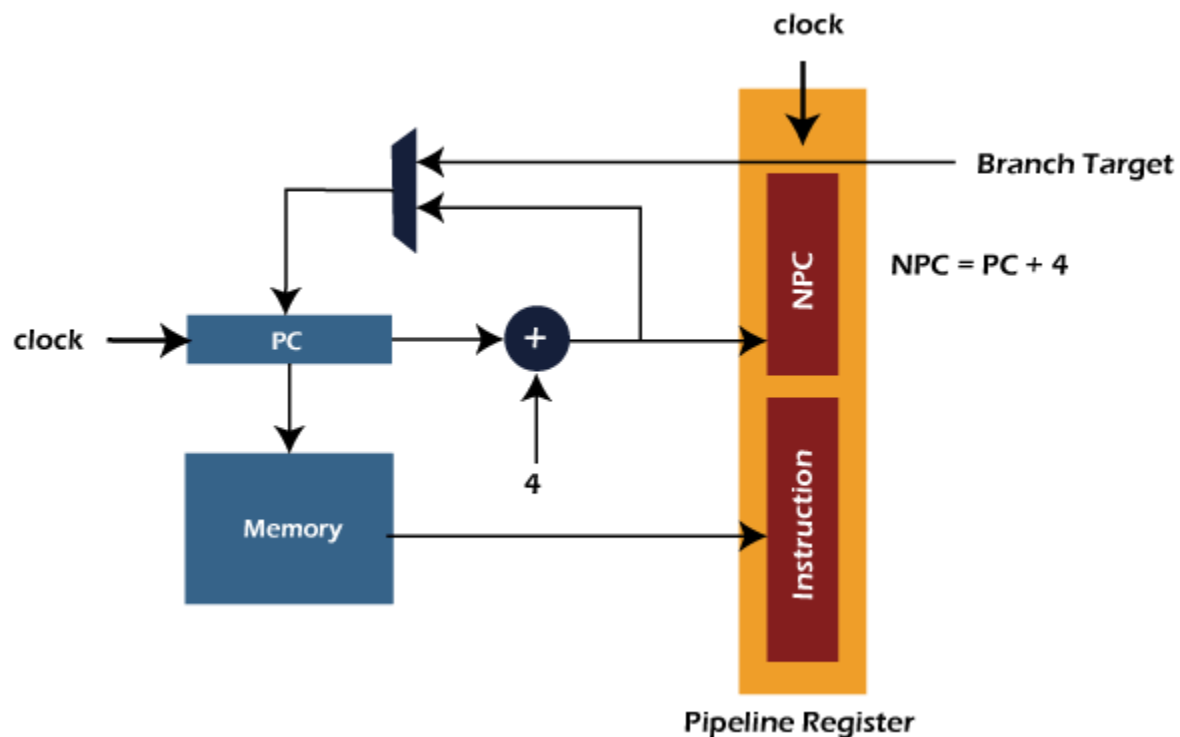 clock
Branch Target
NPC
NPC = PC + 4
clock
PC
+
4
Memory
Instruction
Pipeline Register